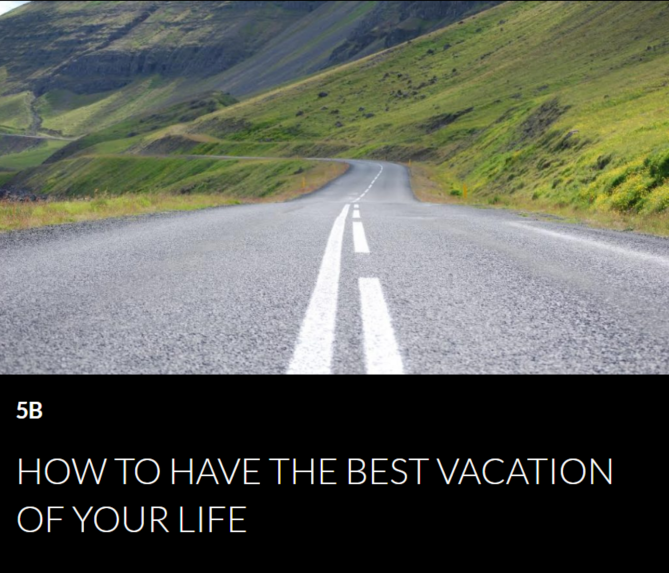 5B
HOW TO HAVE THE BEST VACATION
OF YOUR LIFE